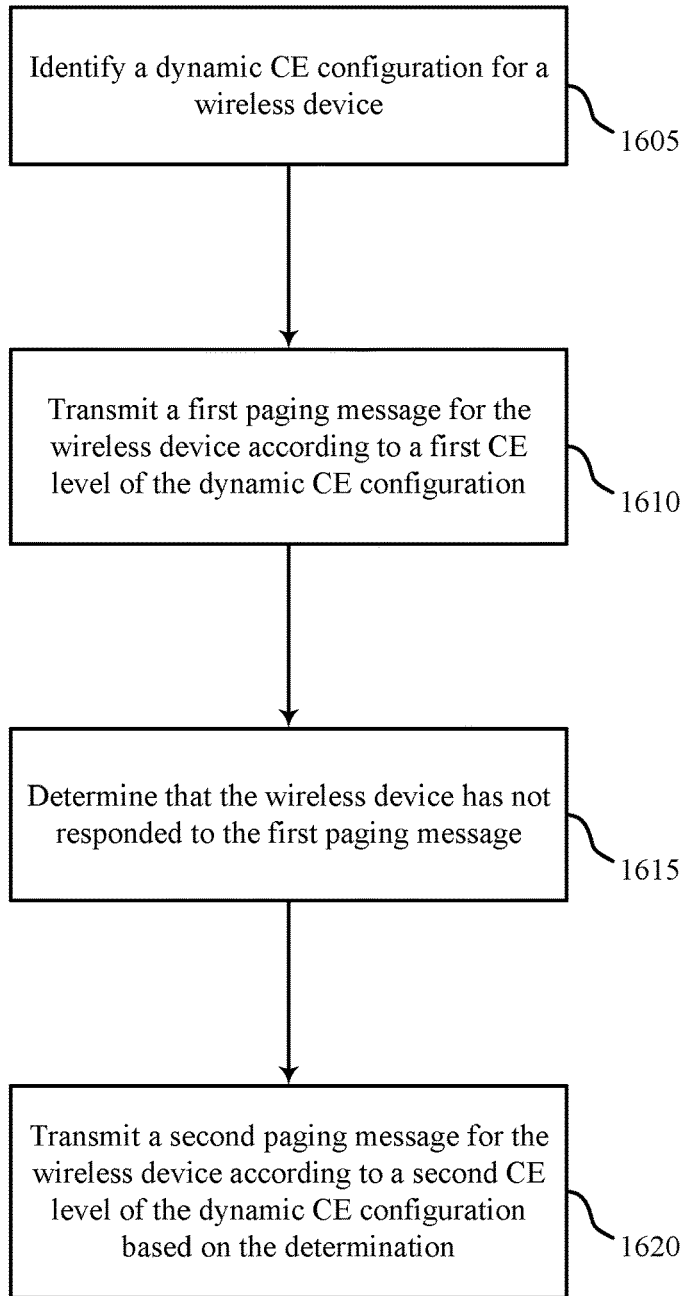 Identify a dynamic CE configuration for a
wireless device
1605
Transmit a first paging message for the
wireless device according to a first CE
level of the dynamic CE configuration
1610
Determine that the wireless device has not
responded to the first paging message
1615
Transmit a second paging message for the
wireless device according to a second CE
level of the dynamic CE configuration
based on the determination
1620